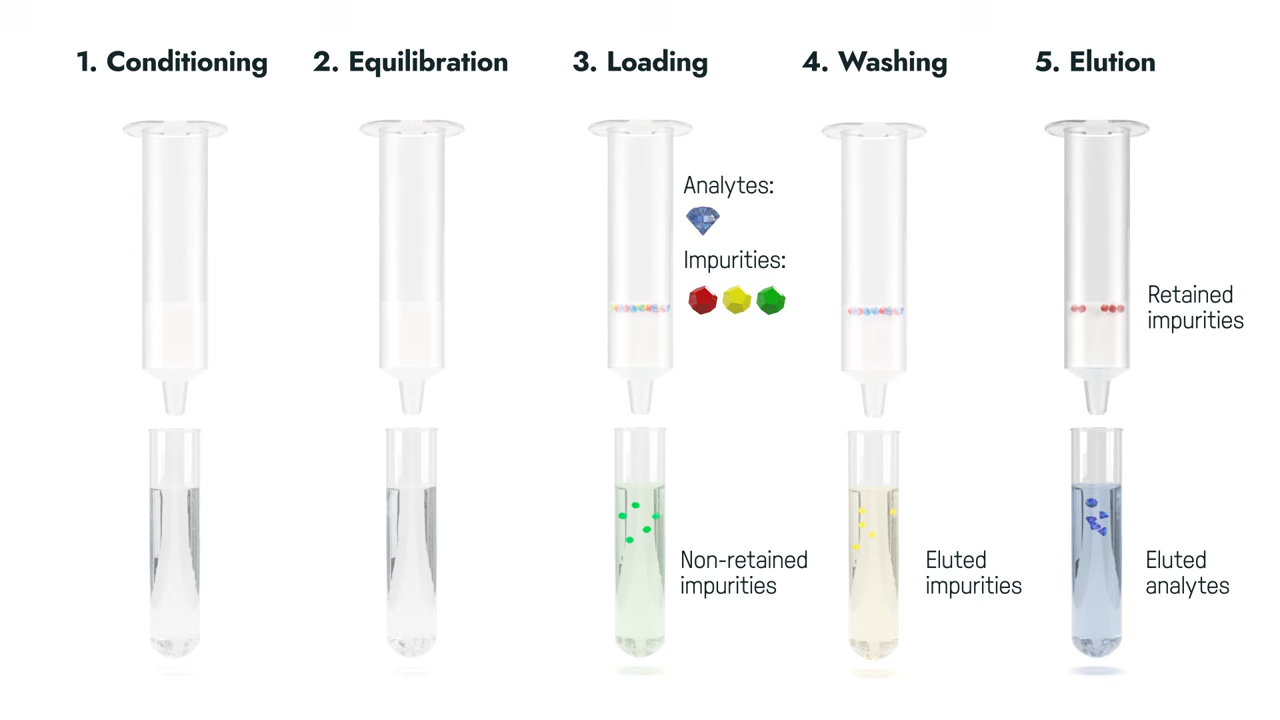 1. Conditioning
2. Equilibration
3. Loading
4. Washing
5. Elution
Analytes:
Impurities:
Retained
impurities
Non-retained
impurities
Eluted
impurities
Eluted
analytes